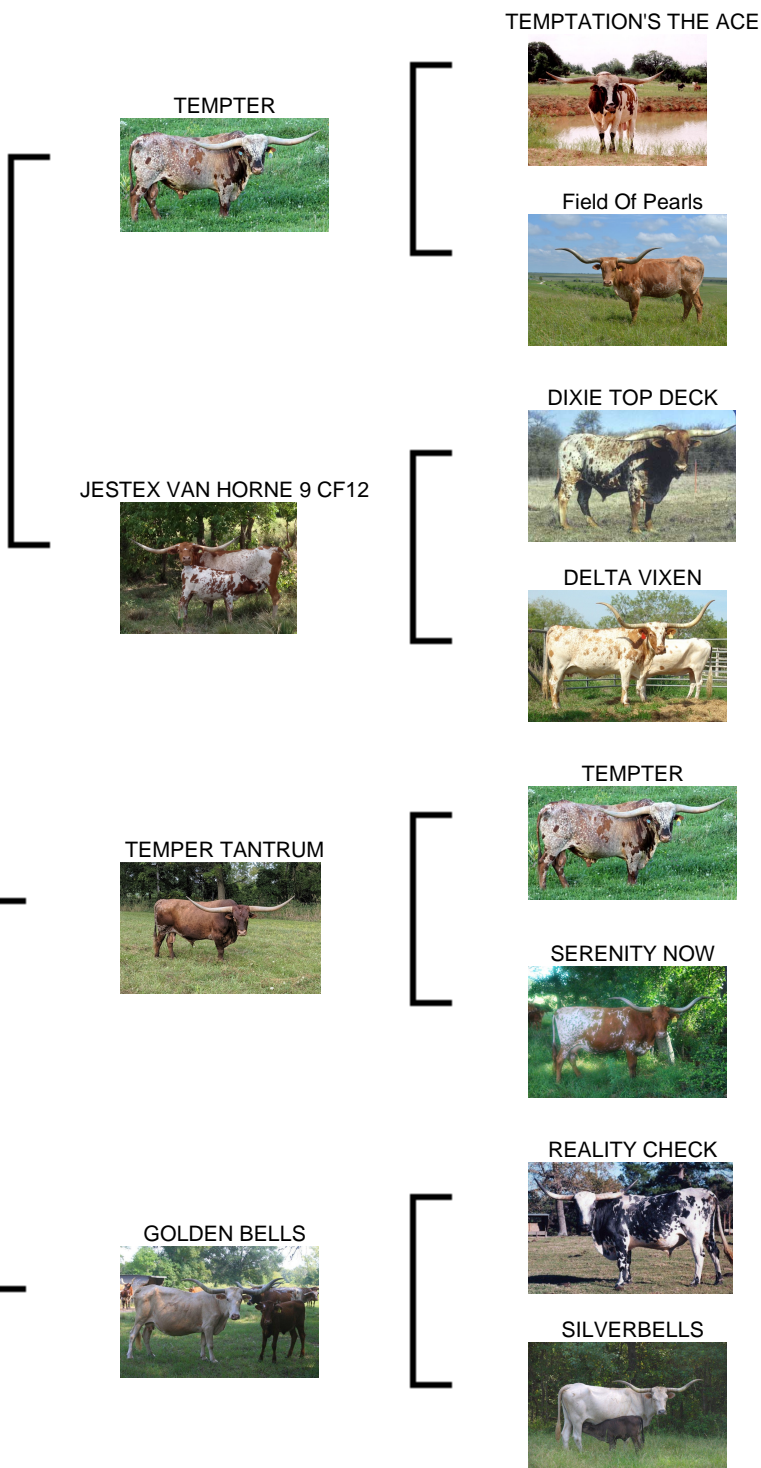 TEMPTATION'S THE ACE
TEMPTER
Field Of Pearls
DIXIE TOP DECK
JESTEX VAN HORNE 9 CF12
DELTA VIXEN
TEMPTER
TEMPER TANTRUM
SERENITY NOW
REALITY CHECK
GOLDEN BELLS
SILVERBELLS